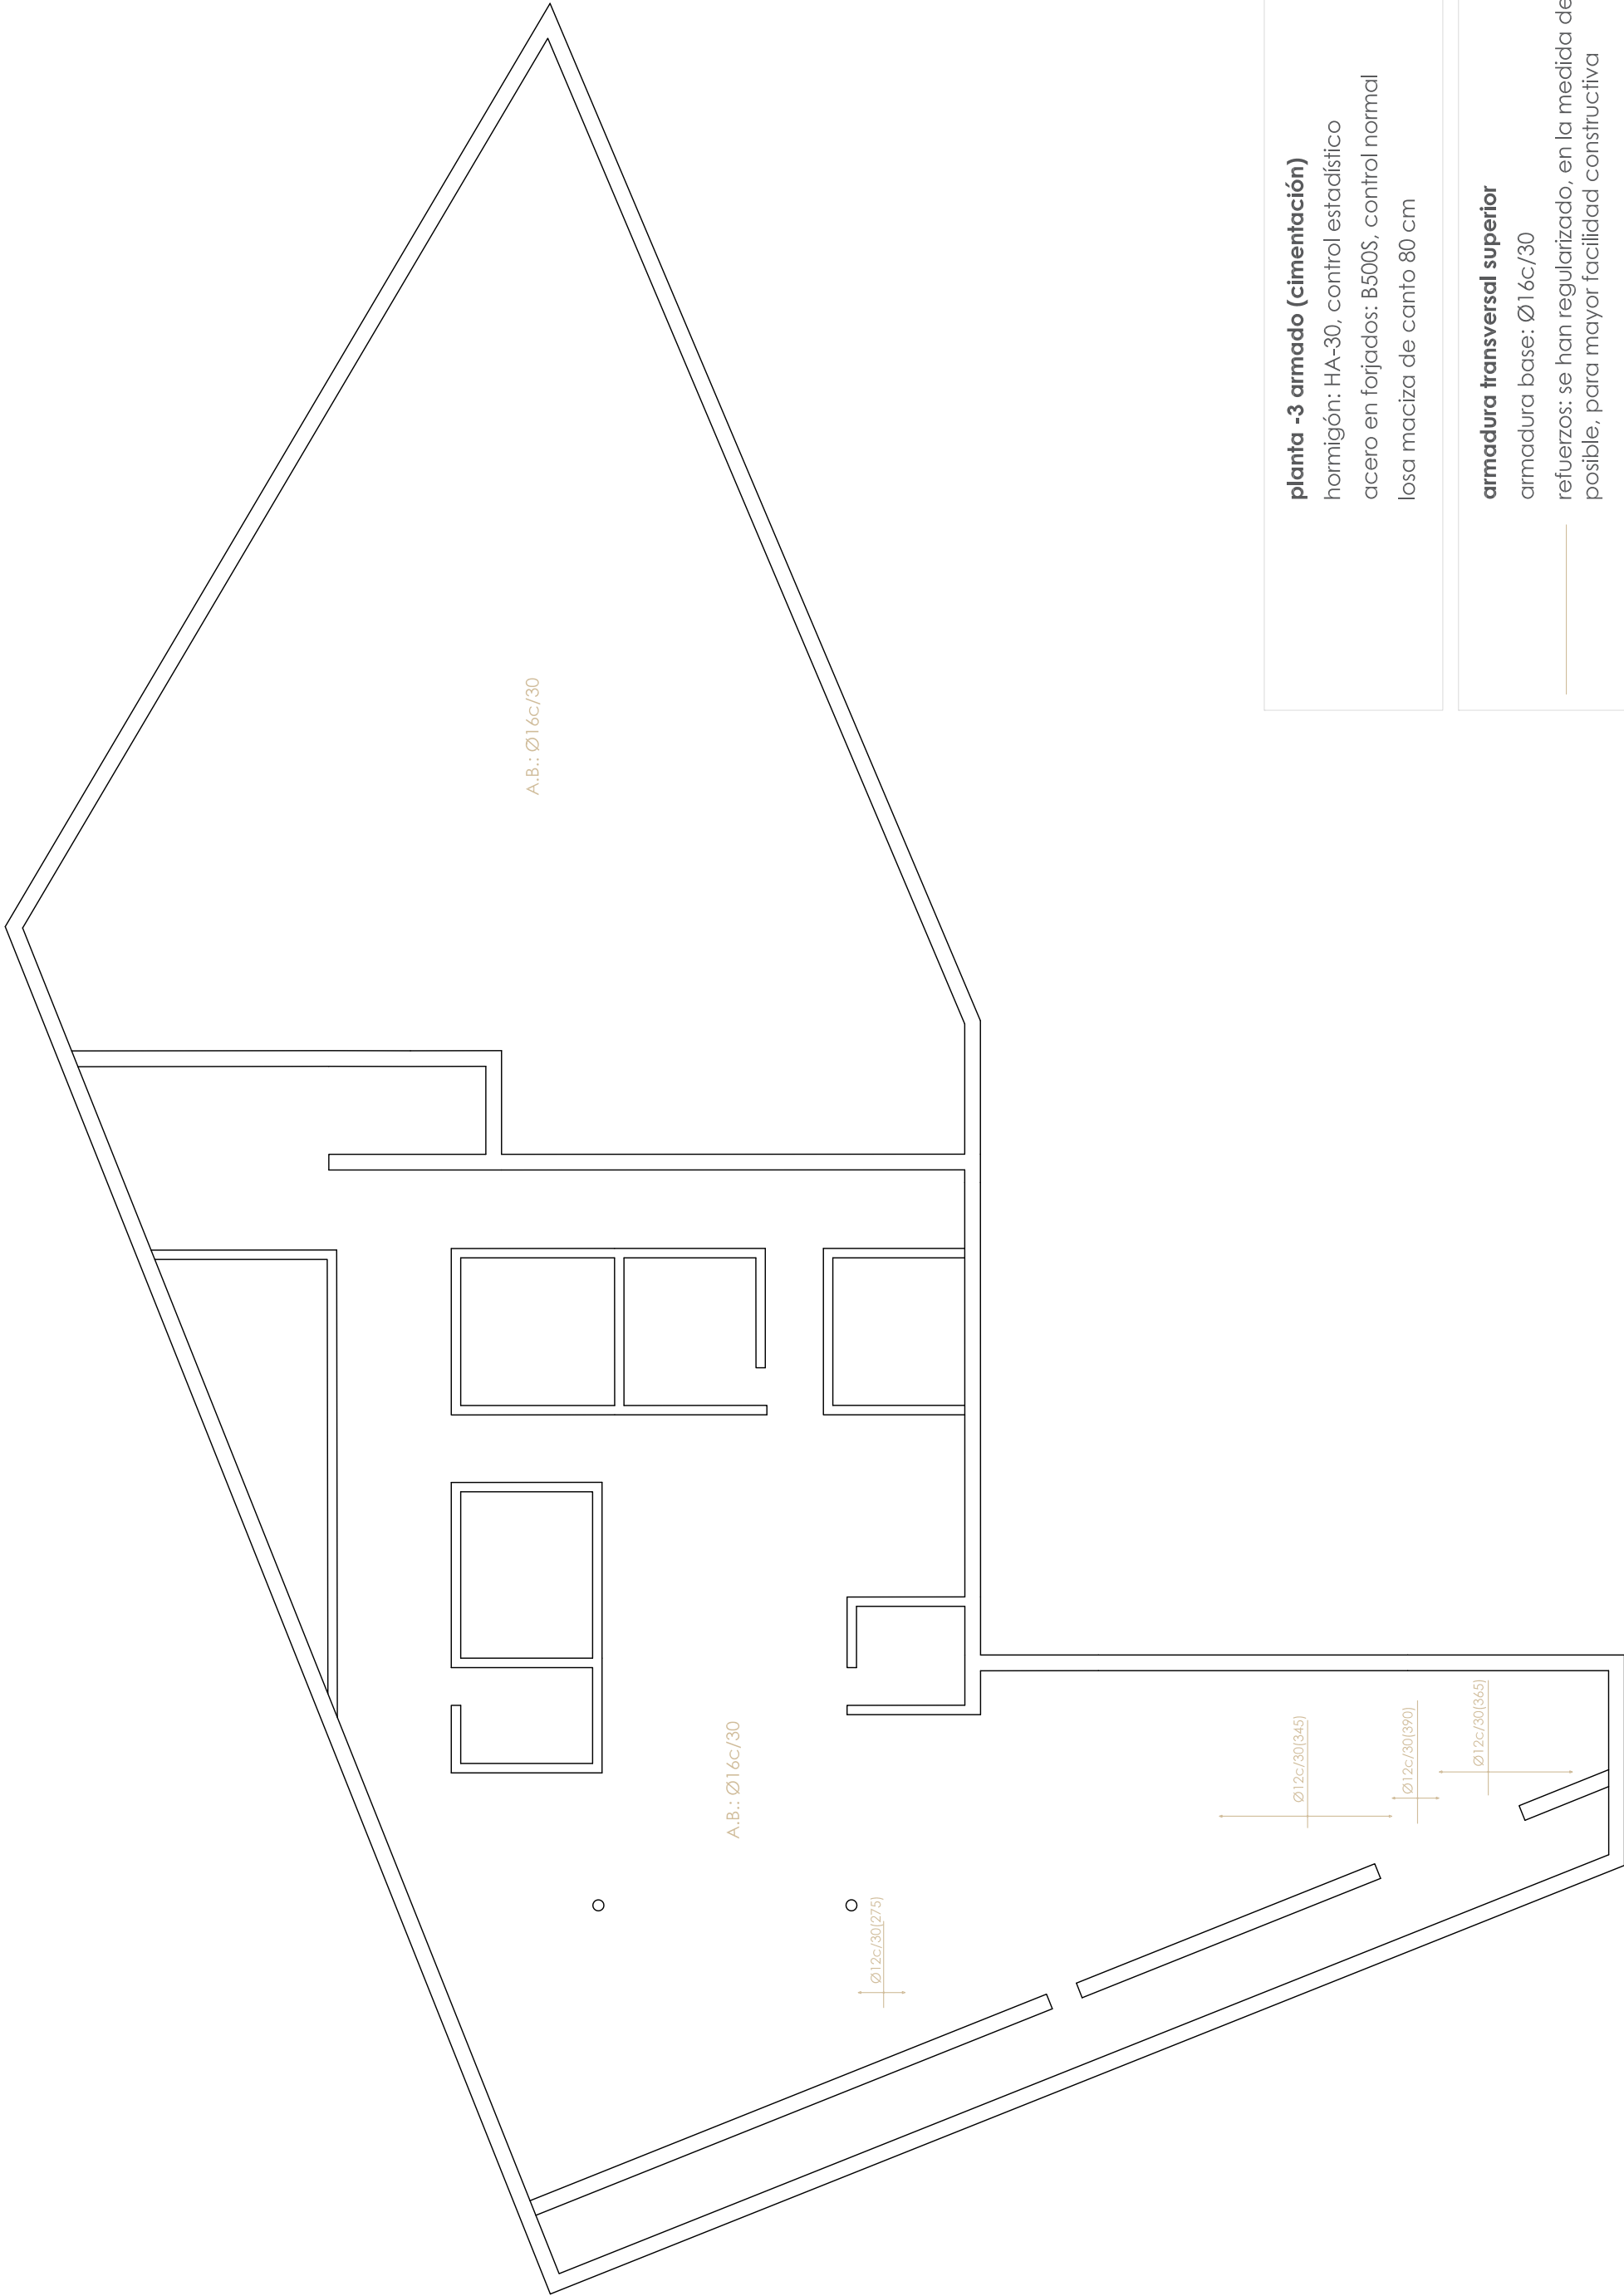 planta -3 armado (cimentación)
hormigón: HA-30, control estadístico
acero en forjados: B500S, control normal
losa maciza de canto 80 cm
armadura transversal superior
armadura base: Ø16c/30
refuerzos: se han regularizado, en la medida de
posible, para mayor facilidad constructiva
A.B.: Ø16c/30
A.B.: Ø16c/30
Ø12c/30(275)
Ø12c/30(345)
Ø12c/30(390)
Ø12c/30(365)